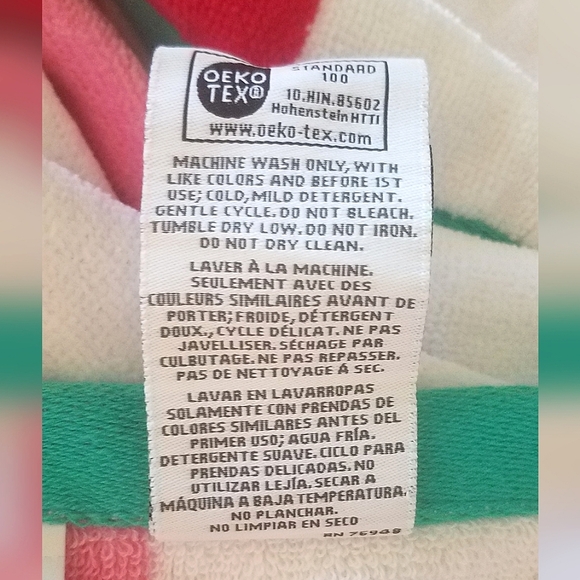 OEKO
TEX®
STANDARD
100
10.HIN.85602
Hohenstein HTTI
www.oeko-tex.com
MACHINE WASH ONLY, WITH
LIKE COLORS AND BEFORE 1ST
USE; COLD, MILD DETERGENT.
GENTLE CYCLE. DO NOT BLEACH.
TUMBLE DRY LOW. DO NOT IRON.
DO NOT DRY CLEAN.
LAVER À LA MACHINE.
SEULEMENT AVEC DES
COULEURS SIMILAIRES AVANT DE
PORTER; FROIDE, DÉTERGENT
DOUX., CYCLE DÉLICAT. NE PAS
JAVELLISER. SÉCHAGE PAR
CULBUTAGE. NE PAS REPASSER.
PAS DE NETTOYAGE À SEC.
LAVAR EN LAVARROPAS
SOLAMENTE CON PRENDAS DE
COLORES SIMILARES ANTES DEL
PRIMER USO; AGUA FRÍA.
DETERGENTE SUAVE. CICLO PARA
PRENDAS DELICADAS. NO
UTILIZAR LEJÍA. SECAR A
MÁQUINA A BAJA TEMPERATURA.
NO PLANCHAR.
NO LIMPIAR EN SECO
RN 76948